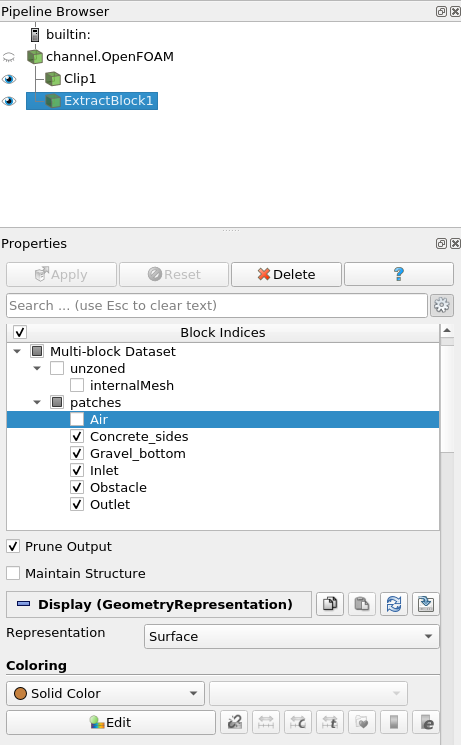 Pipeline Browser
builtin:
channel.OpenFOAM
Clip1
ExtractBlock1
Properties
Apply Reset Delete ?
Search ... (use Esc to clear text)
Block Indices
Multi-block Dataset
unzoned
internalMesh
patches
Air
Concrete_sides
Gravel_bottom
Inlet
Obstacle
Outlet
Prune Output
Maintain Structure
Display (GeometryRepresentation)
Representation Surface
Coloring
Solid Color
Edit